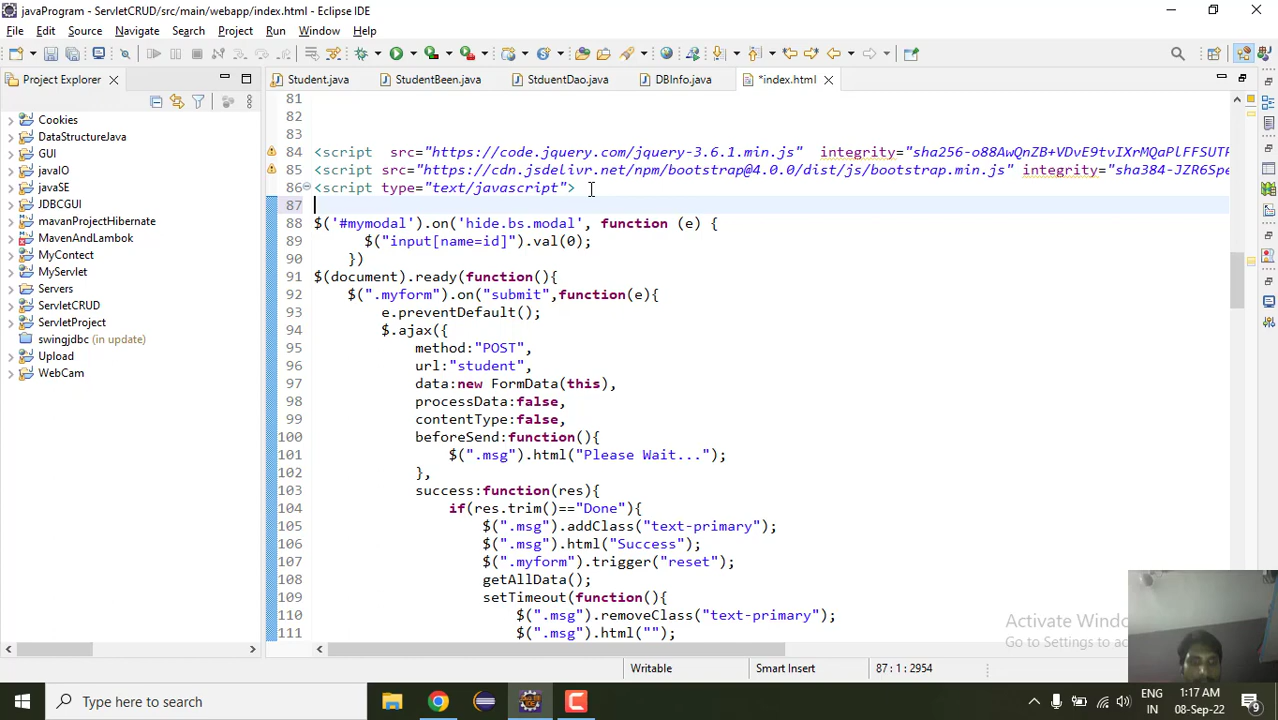 javaProgram - ServletCRUD/src/main/webapp/index.html - Eclipse IDE
File Edit Source Navigate Search Project Run Window Help
Project Explorer
Student.java
StudentBeen.java
StduentDao.java
DBInfo.java
*index.html
Cookies
DataStructureJava
GUI
javaIO
javaSE
JDBCGUI
mavanProjectHibernate
MavenAndLambok
MyContect
MyServlet
Servers
ServletCRUD
ServletProject
swingjdbc (in update)
Upload
WebCam
81
82
83
84 <script  src="https://code.jquery.com/jquery-3.6.1.min.js"  integrity="sha256-o88AwQnZB+VDvE9tvIXrMQaPlFFSUTR
85 <script src="https://cdn.jsdelivr.net/npm/bootstrap@4.0.0/dist/js/bootstrap.min.js" integrity="sha384-JZR6Spe
86 <script type="text/javascript">
87
88 $('#mymodal').on('hide.bs.modal', function (e) {
89 $("input[name=id]").val(0);
90 })
91 $(document).ready(function(){
92 $(".myform").on("submit",function(e){
93 e.preventDefault();
94 $.ajax({
95 method:"POST",
96 url:"student",
97 data:new FormData(this),
98 processData:false,
99 contentType:false,
100 beforeSend:function(){
101 $(".msg").html("Please Wait...");
102 },
103 success:function(res){
104 if(res.trim()=="Done"){
105 $(".msg").addClass("text-primary");
106 $(".msg").html("Success");
107 $(".myform").trigger("reset");
108 getAllData();
109 setTimeout(function(){
110 $(".msg").removeClass("text-primary");
111 $(".msg").html("");
Activate Windo
Go to Settings to ac
Writable
Smart Insert
87 : 1 : 2954
Type here to search
ENG
IN
1:17 AM
08-Sep-22
9